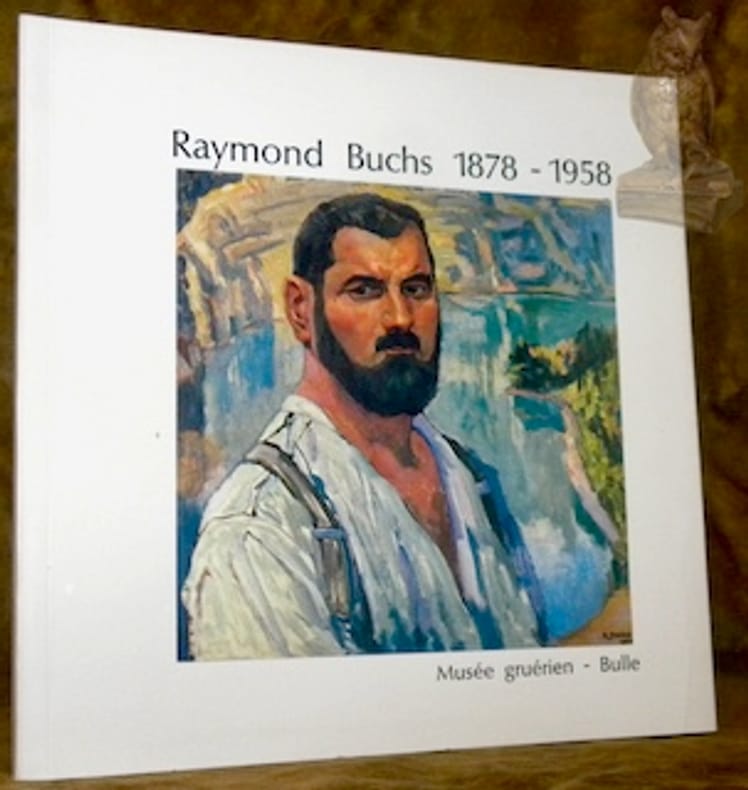 Raymond Buchs 1878 - 1958
Musée gruérien - Bulle